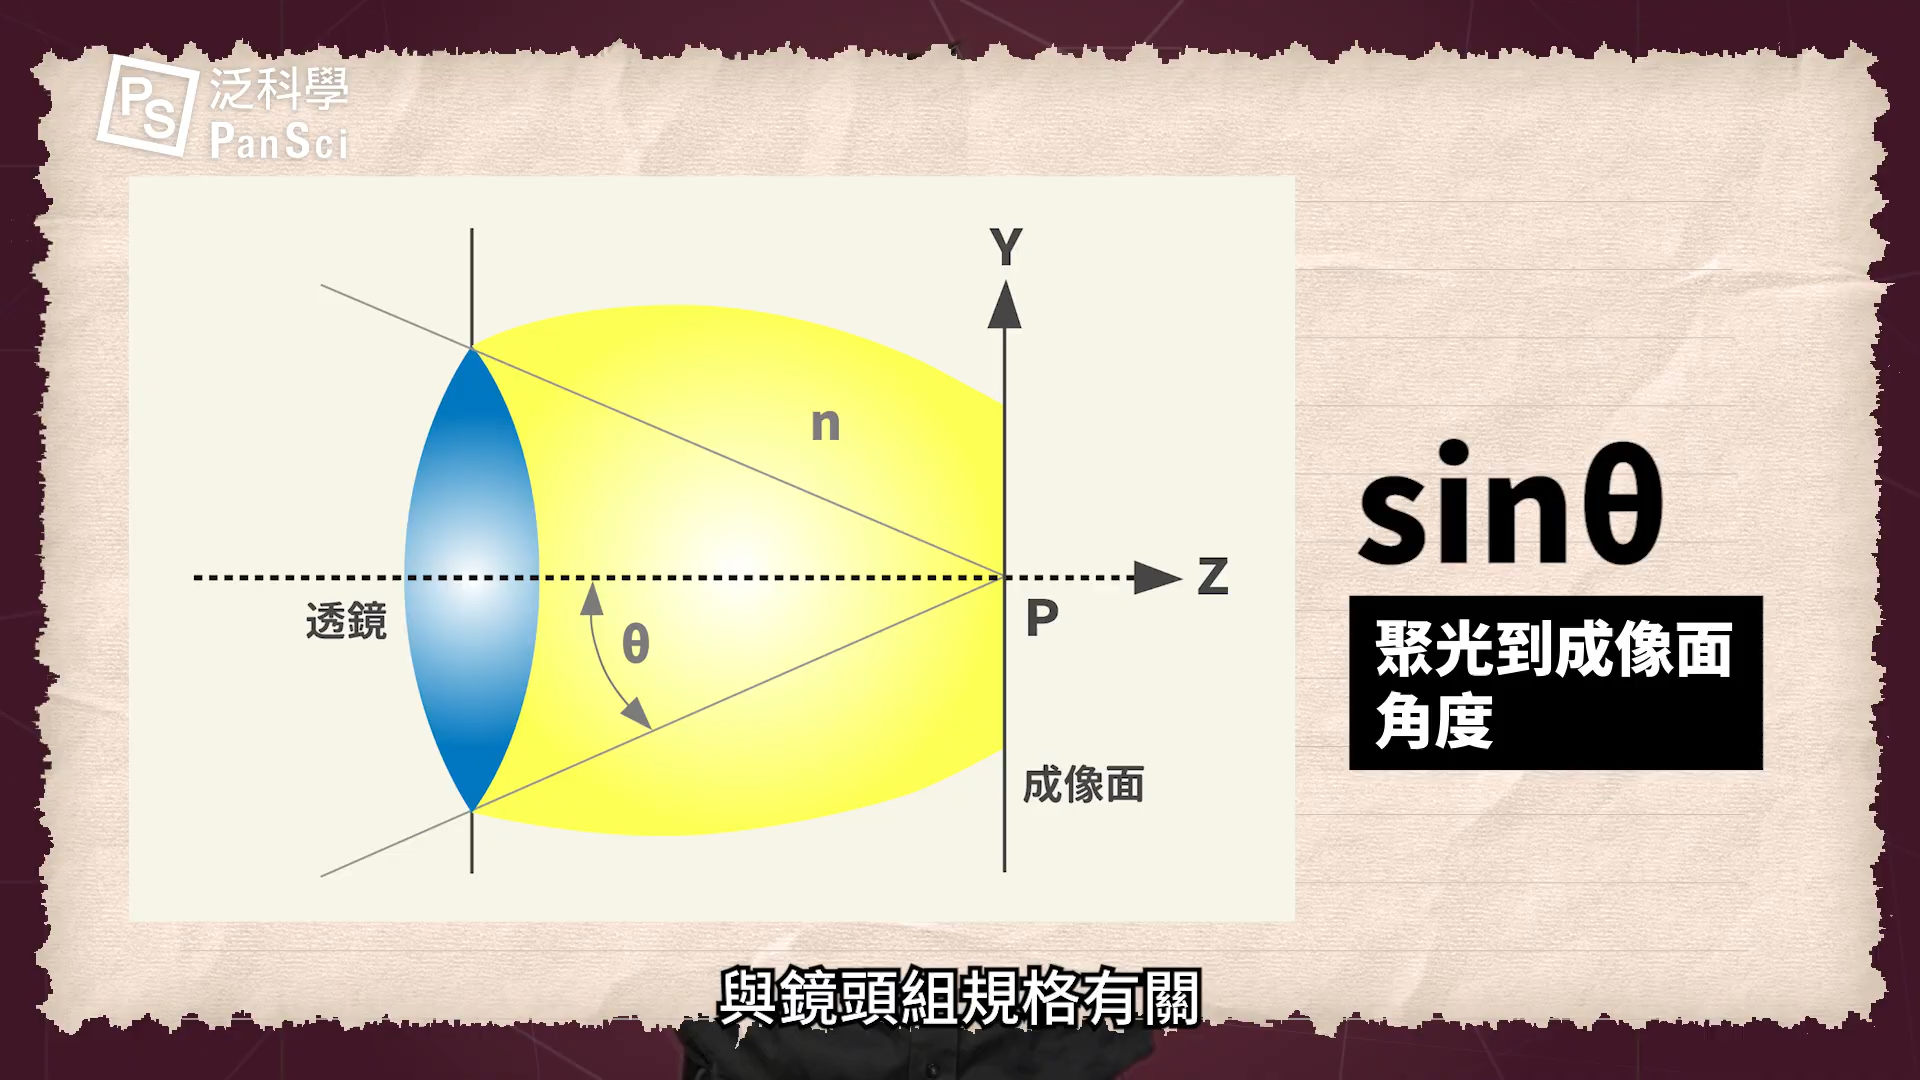 泛科學
PanSci
Y
n
sinθ
Z
透鏡
P
θ
聚光到成像面
角度
成像面
與鏡頭組規格有關